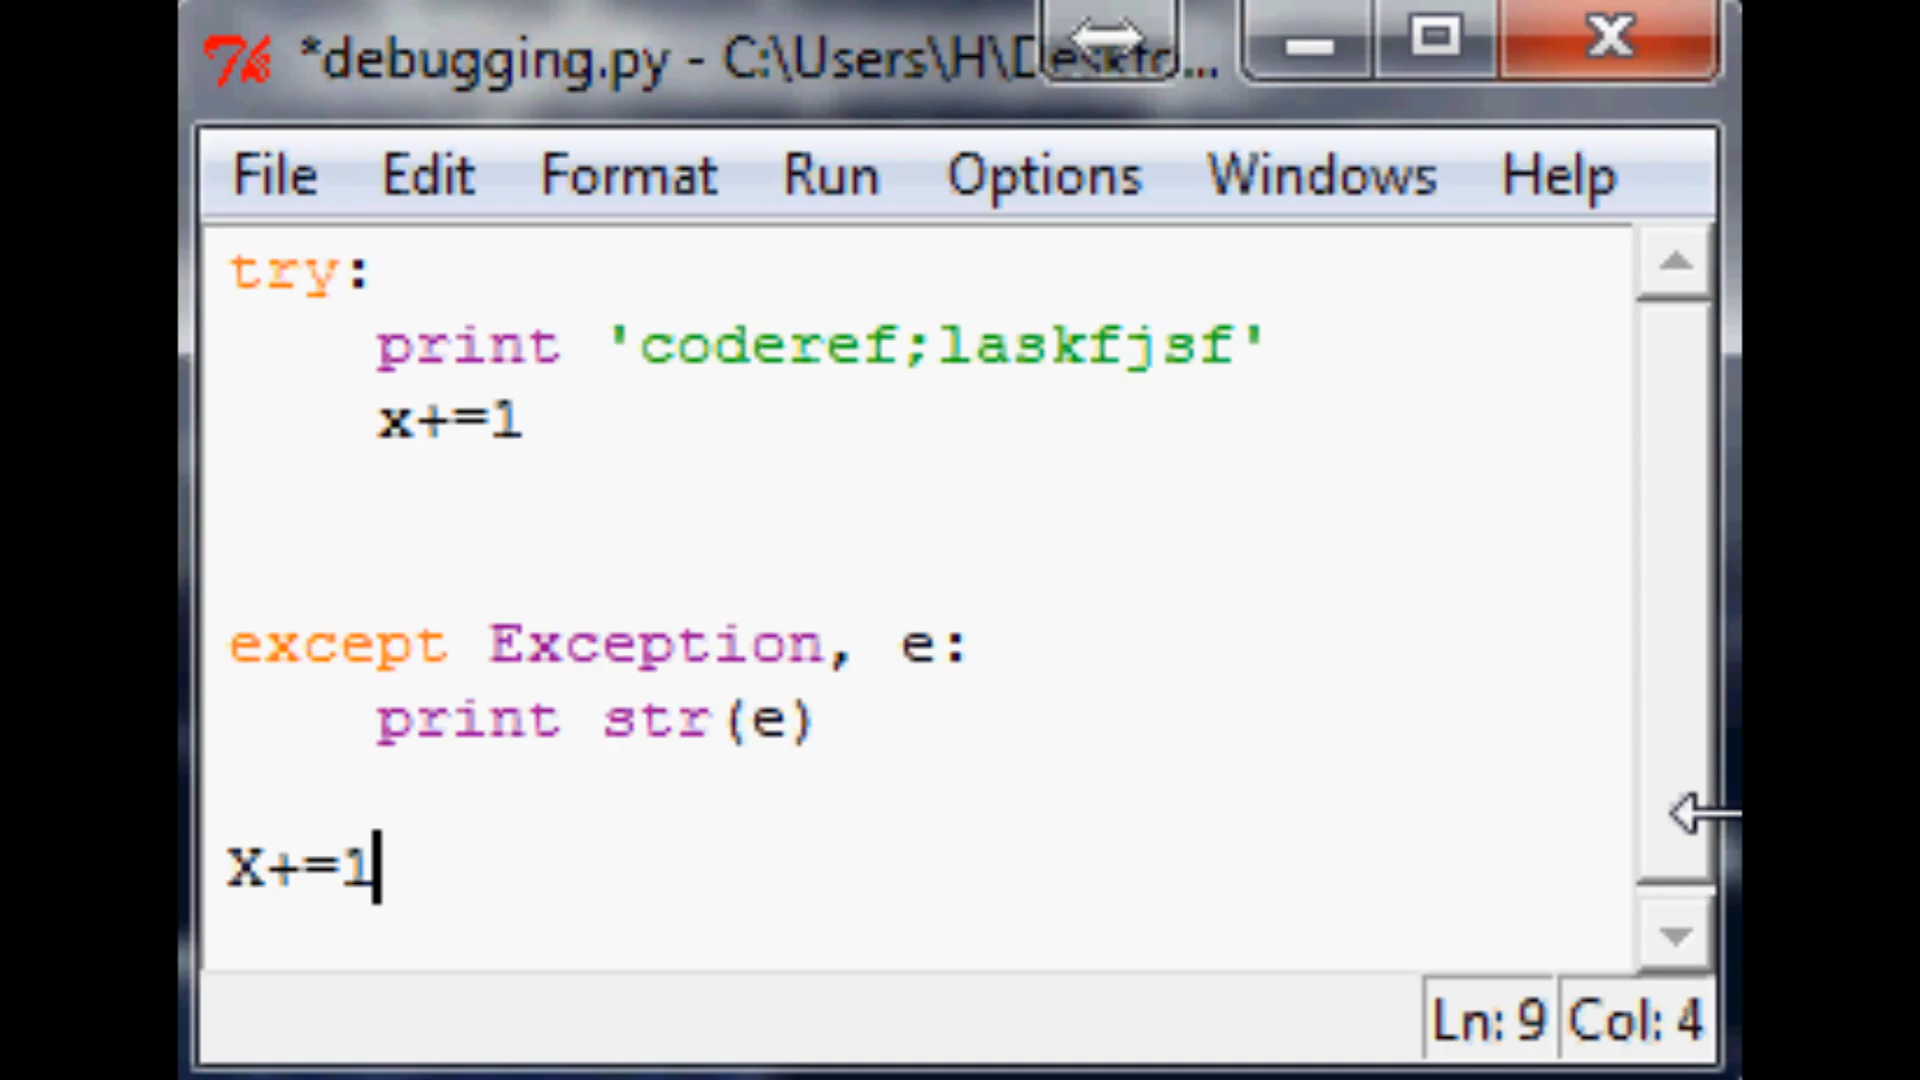 *debugging.py - C:\Users\H\Deskto...
File Edit Format Run Options Windows Help
try:
    print 'coderef;laskfjsf'
    x+=1
except Exception, e:
    print str(e)
X+=1
Ln: 9 Col: 4